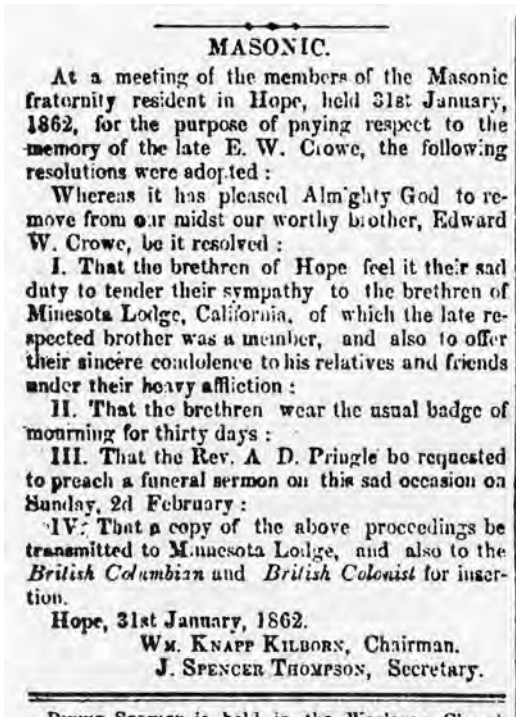 MASONIC.
At a meeting of the members of the Masonic
fraternity resident in Hope, held 31st January,
1862, for the purpose of paying respect to the
memory of the late E. W. Crowe, the following
resolutions were adopted :
Whereas it has pleased Almighty God to re-
move from our midst our worthy brother, Edward
W. Crowe, be it resolved :
I. That the brethren of Hope feel it their sad
duty to tender their sympathy to the brethren of
Minesota Lodge, California, of which the late re-
spected brother was a member, and also to offer
their sincere condolence to his relatives and friends
under their heavy affliction :
II. That the brethren wear the usual badge of
mourning for thirty days :
III. That the Rev. A D. Pringle be requested
to preach a funeral sermon on this sad occasion on
Sunday, 2d February :
IV. That a copy of the above proceedings be
transmitted to Minnesota Lodge, and also to the
British Columbian and British Colonist for inser-
tion.
Hope, 31st January, 1862.
WM. KNAPP KILBORN, Chairman.
J. SPENCER THOMPSON, Secretary.
is held in the